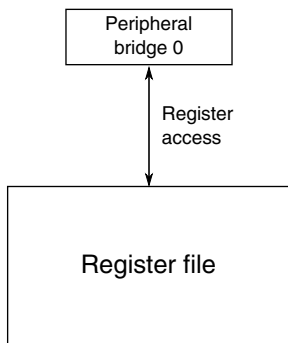 Peripheral
bridge 0
Register
access
Register file